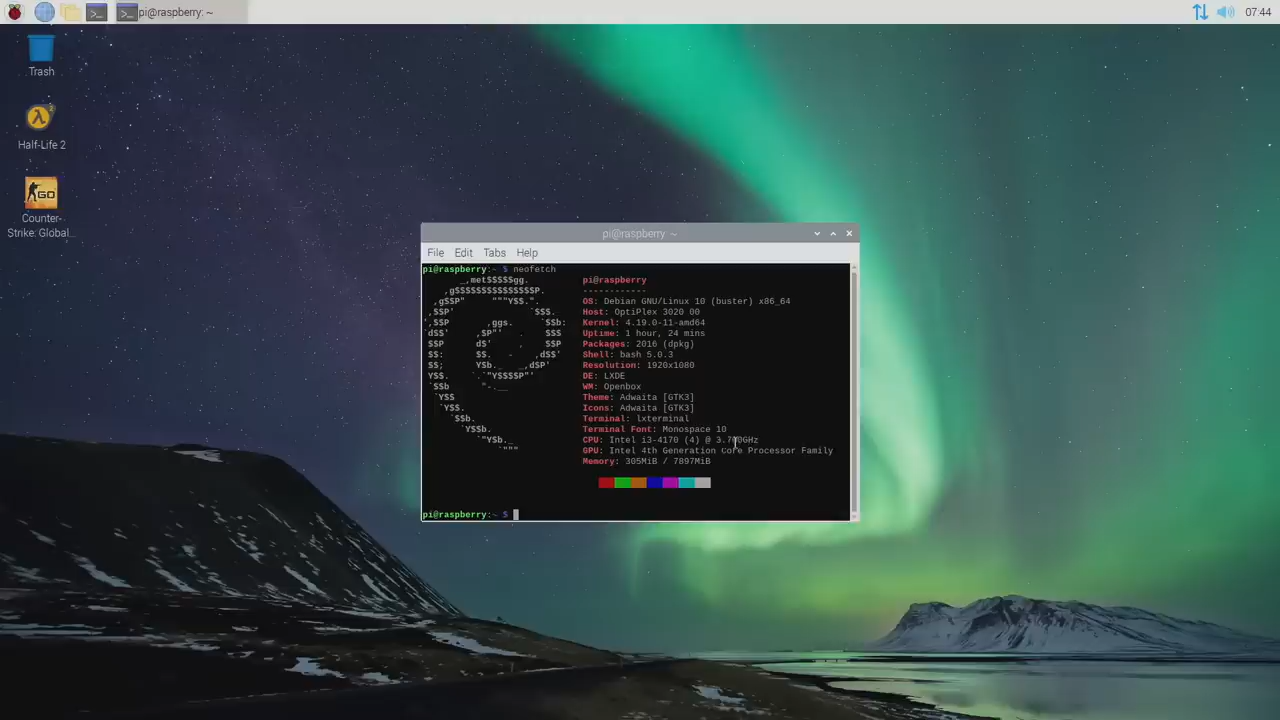 pi@raspberry: ~
07:44
Trash
Half-Life 2
GO
Counter-
Strike: Global...
pi@raspberry: ~
File Edit Tabs Help
pi@raspberry:~ $ neofetch
pi@raspberry
------------
OS: Debian GNU/Linux 10 (buster) x86_64
Host: OptiPlex 3020 00
Kernel: 4.19.0-11-amd64
Uptime: 1 hour, 24 mins
Packages: 2016 (dpkg)
Shell: bash 5.0.3
Resolution: 1920x1080
DE: LXDE
WM: Openbox
Theme: Adwaita [GTK3]
Icons: Adwaita [GTK3]
Terminal: lxterminal
Terminal Font: Monospace 10
CPU: Intel i3-4170 (4) @ 3.700GHz
GPU: Intel 4th Generation Core Processor Family
Memory: 305MiB / 7897MiB
pi@raspberry:~ $